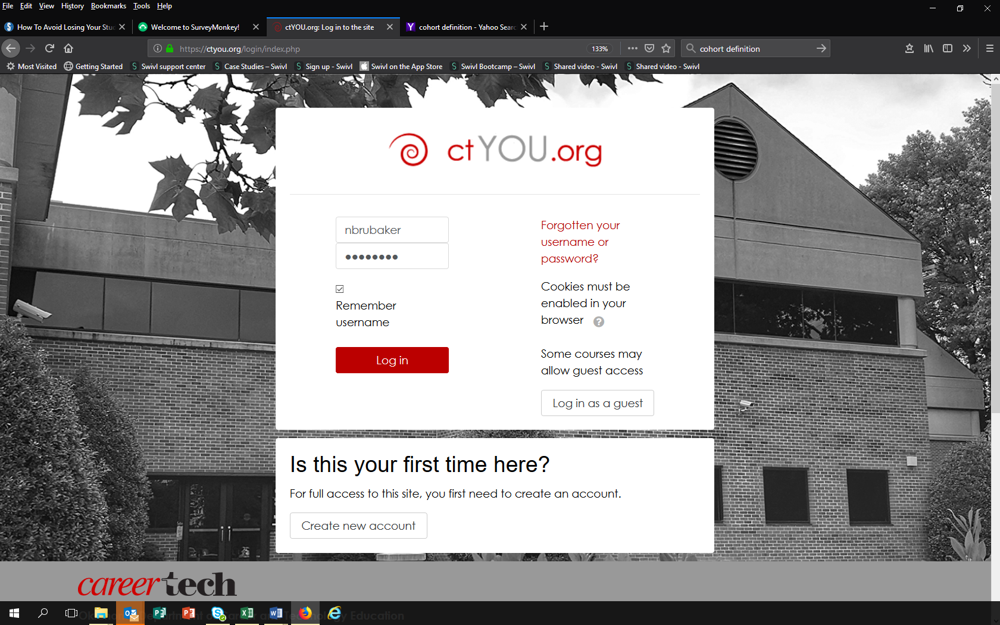 File Edit View History Bookmarks Tools Help
How To Avoid Losing Your Stu
Welcome to SurveyMonkey!
ctYOU.org: Log in to the site
cohort definition - Yahoo Searc
https://ctyou.org/login/index.php
133%
cohort definition
Most Visited Getting Started Swivl support center Case Studies – Swivl Sign up - Swivl Swivl on the App Store Swivl Bootcamp – Swivl Shared video - Swivl Shared video - Swivl
ctYOU.org
nbrubaker
••••••••
Remember
username
Log in
Forgotten your
username or
password?
Cookies must be
enabled in your
browser ?
Some courses may
allow guest access
Log in as a guest
Is this your first time here?
For full access to this site, you first need to create an account.
Create new account
careertech
Technology Education